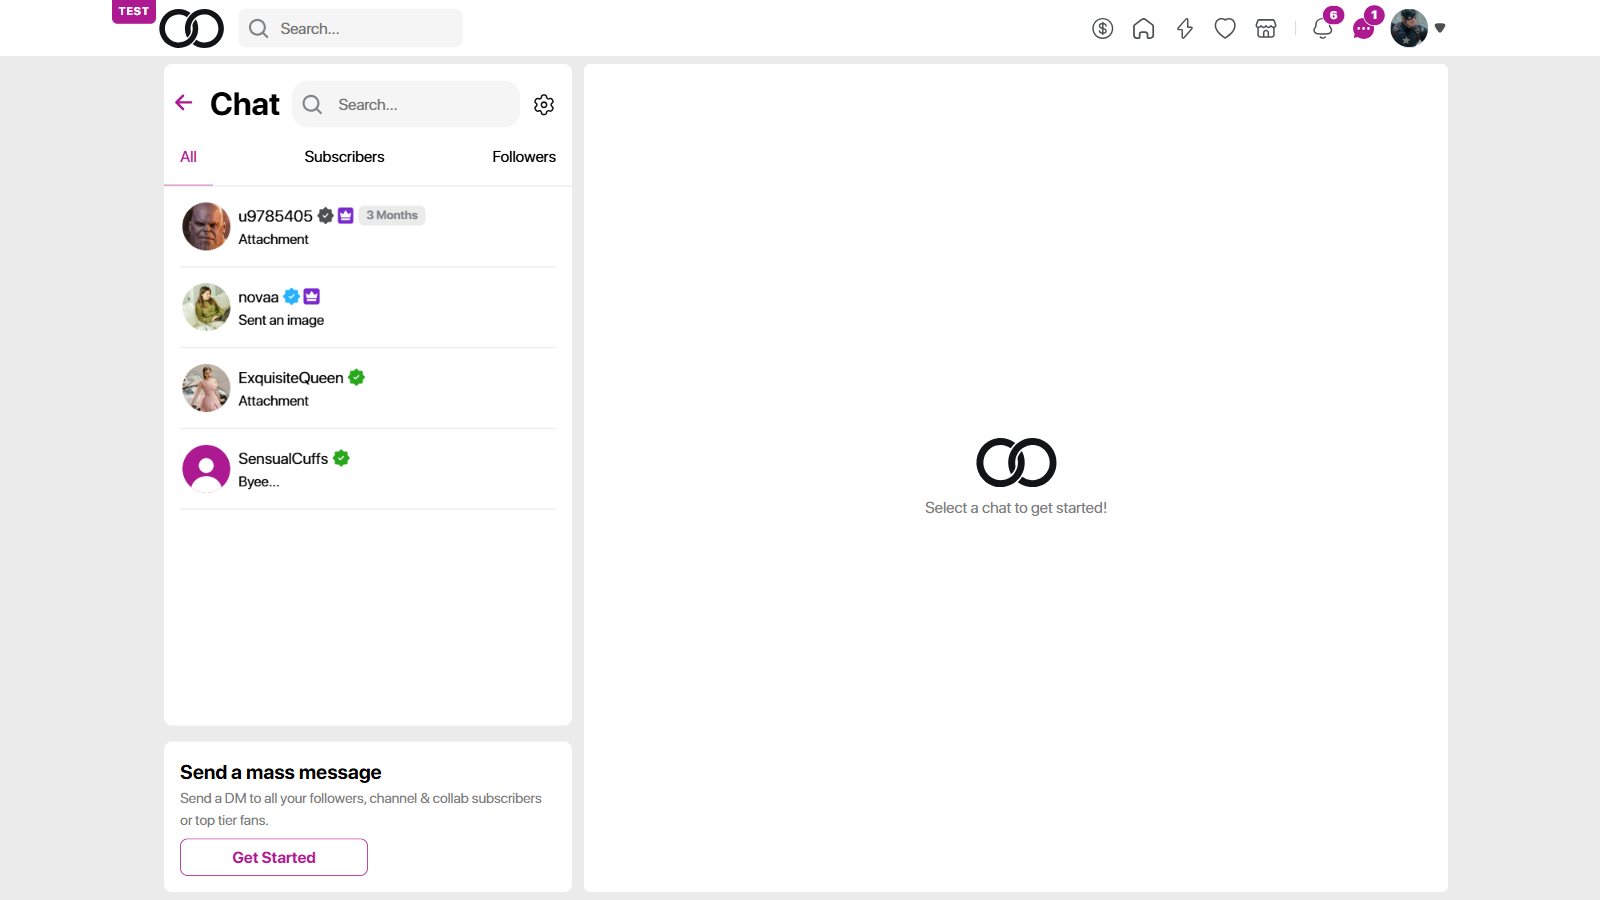 TEST
Search...
6
1
Chat
Search...
All
Subscribers
Followers
u9785405
3 Months
Attachment
novaa
Sent an image
ExquisiteQueen
Attachment
SensualCuffs
Byee...
Select a chat to get started!
Send a mass message
Send a DM to all your followers, channel & collab subscribers
or top tier fans.
Get Started